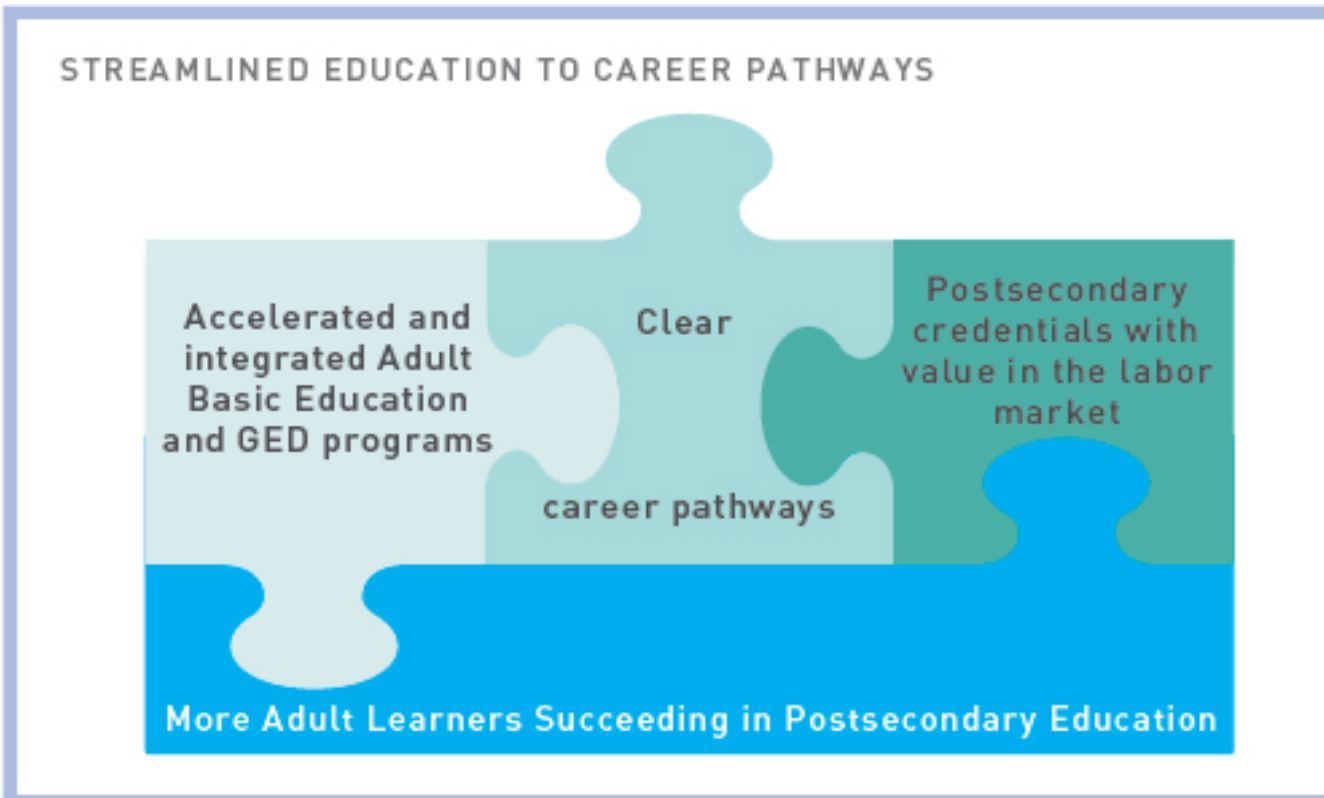 STREAMLINED EDUCATION TO CAREER PATHWAYS
Accelerated and
integrated Adult
Basic Education
and GED programs
Clear
career pathways
Postsecondary
credentials with
value in the labor
market
More Adult Learners Succeeding in Postsecondary Education